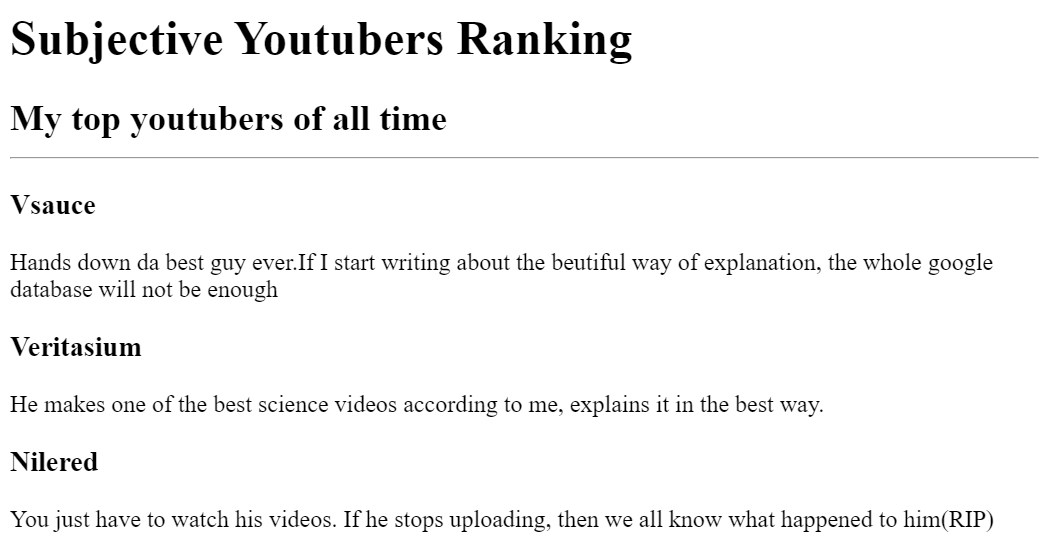 Subjective Youtubers Ranking
My top youtubers of all time
Vsauce
Hands down da best guy ever.If I start writing about the beutiful way of explanation, the whole google
database will not be enough
Veritasium
He makes one of the best science videos according to me, explains it in the best way.
Nilered
You just have to watch his videos. If he stops uploading, then we all know what happened to him(RIP)